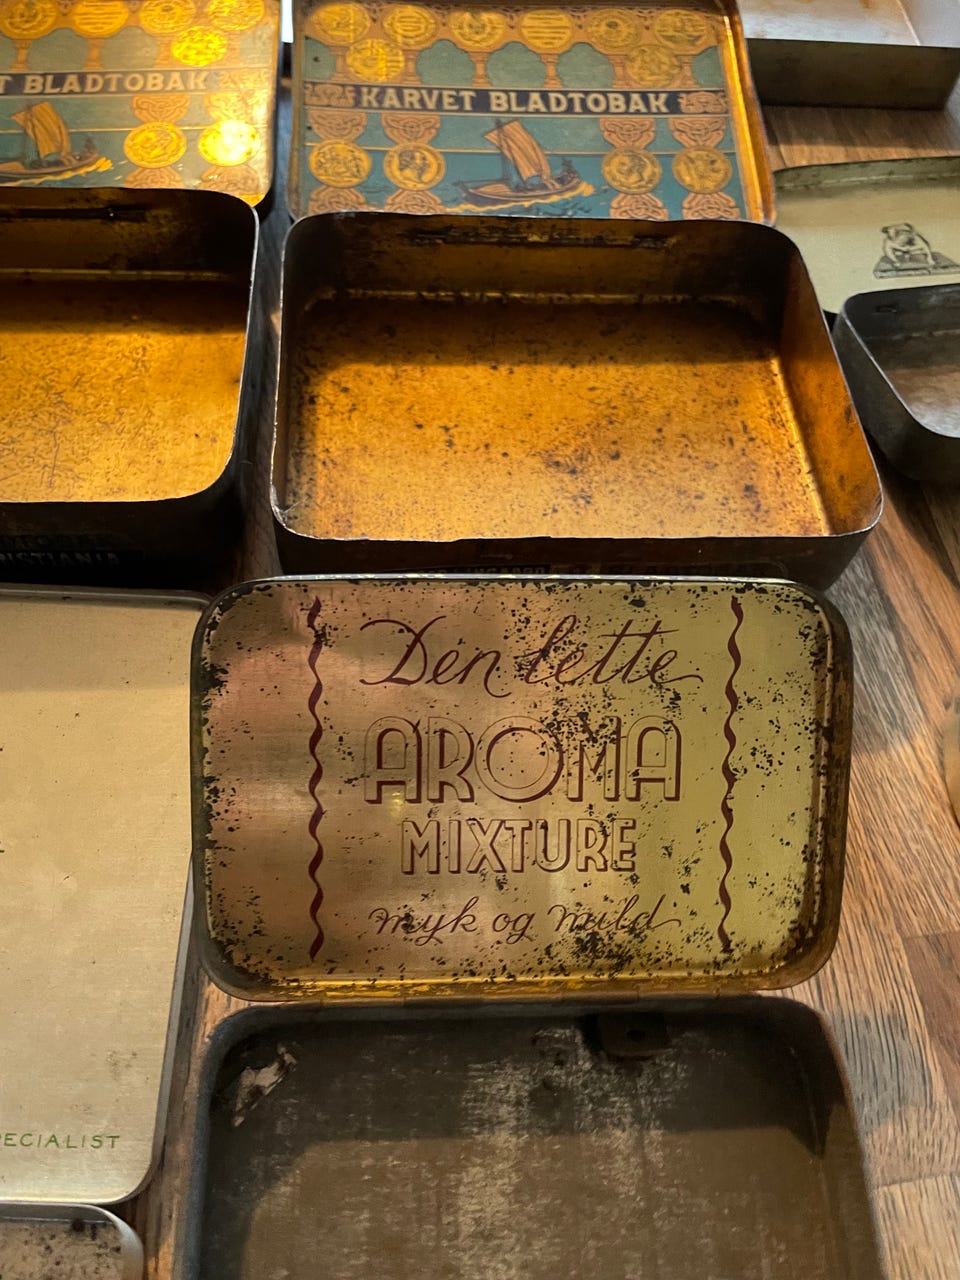 T BLADTOBAK
KARVET BLADTOBAK
Den lette
AROMA
MIXTURE
myk og mild
ECIALIST